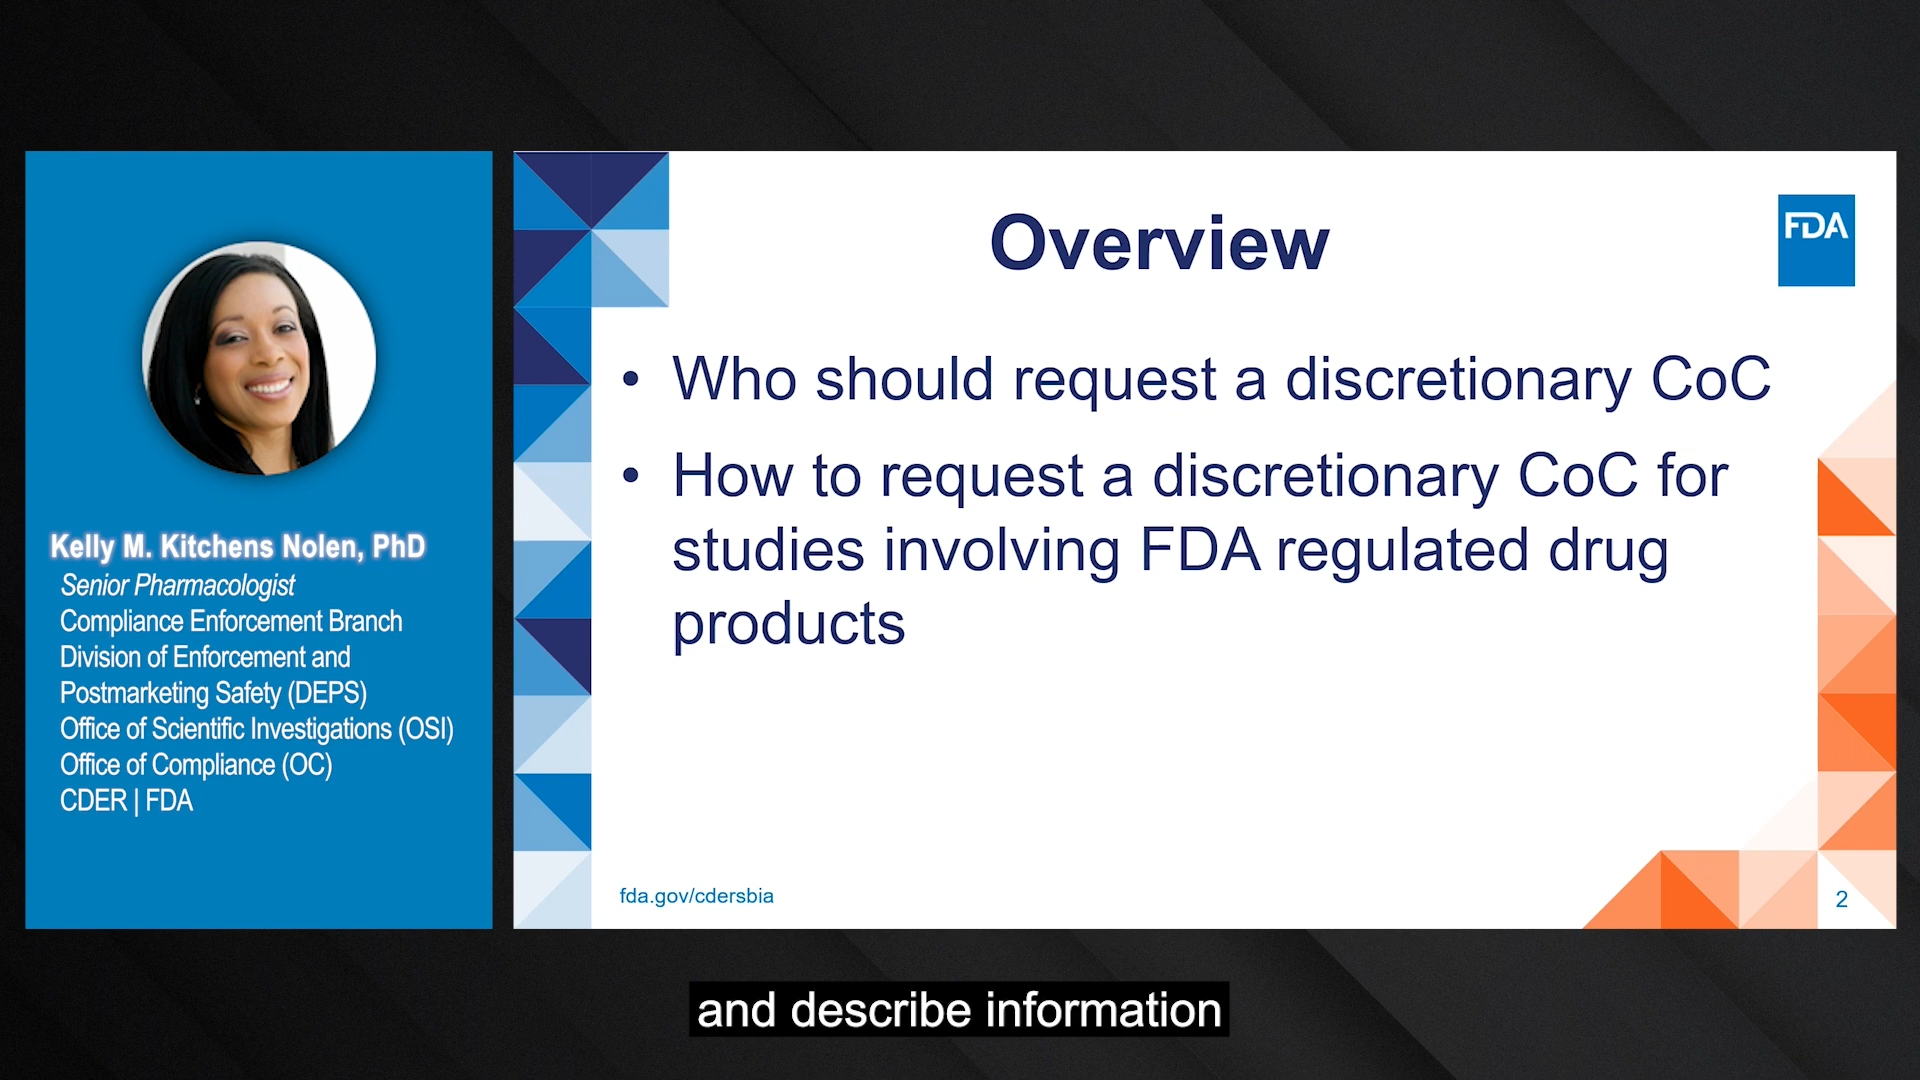 Kelly M. Kitchens Nolen, PhD
Senior Pharmacologist
Compliance Enforcement Branch
Division of Enforcement and
Postmarketing Safety (DEPS)
Office of Scientific Investigations (OSI)
Office of Compliance (OC)
CDER | FDA
Overview
FDA
• Who should request a discretionary CoC
• How to request a discretionary CoC for
studies involving FDA regulated drug
products
fda.gov/cdersbia
2
and describe information